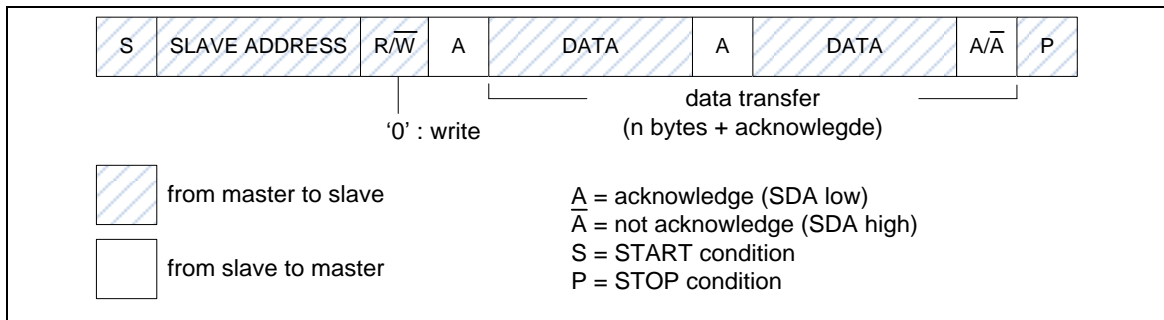 S SLAVE ADDRESS R/W̅ A DATA A DATA A/A̅ P
data transfer
‘0’ : write
(n bytes + acknowlegde)
from master to slave
A = acknowledge (SDA low)
A̅ = not acknowledge (SDA high)
S = START condition
from slave to master
P = STOP condition